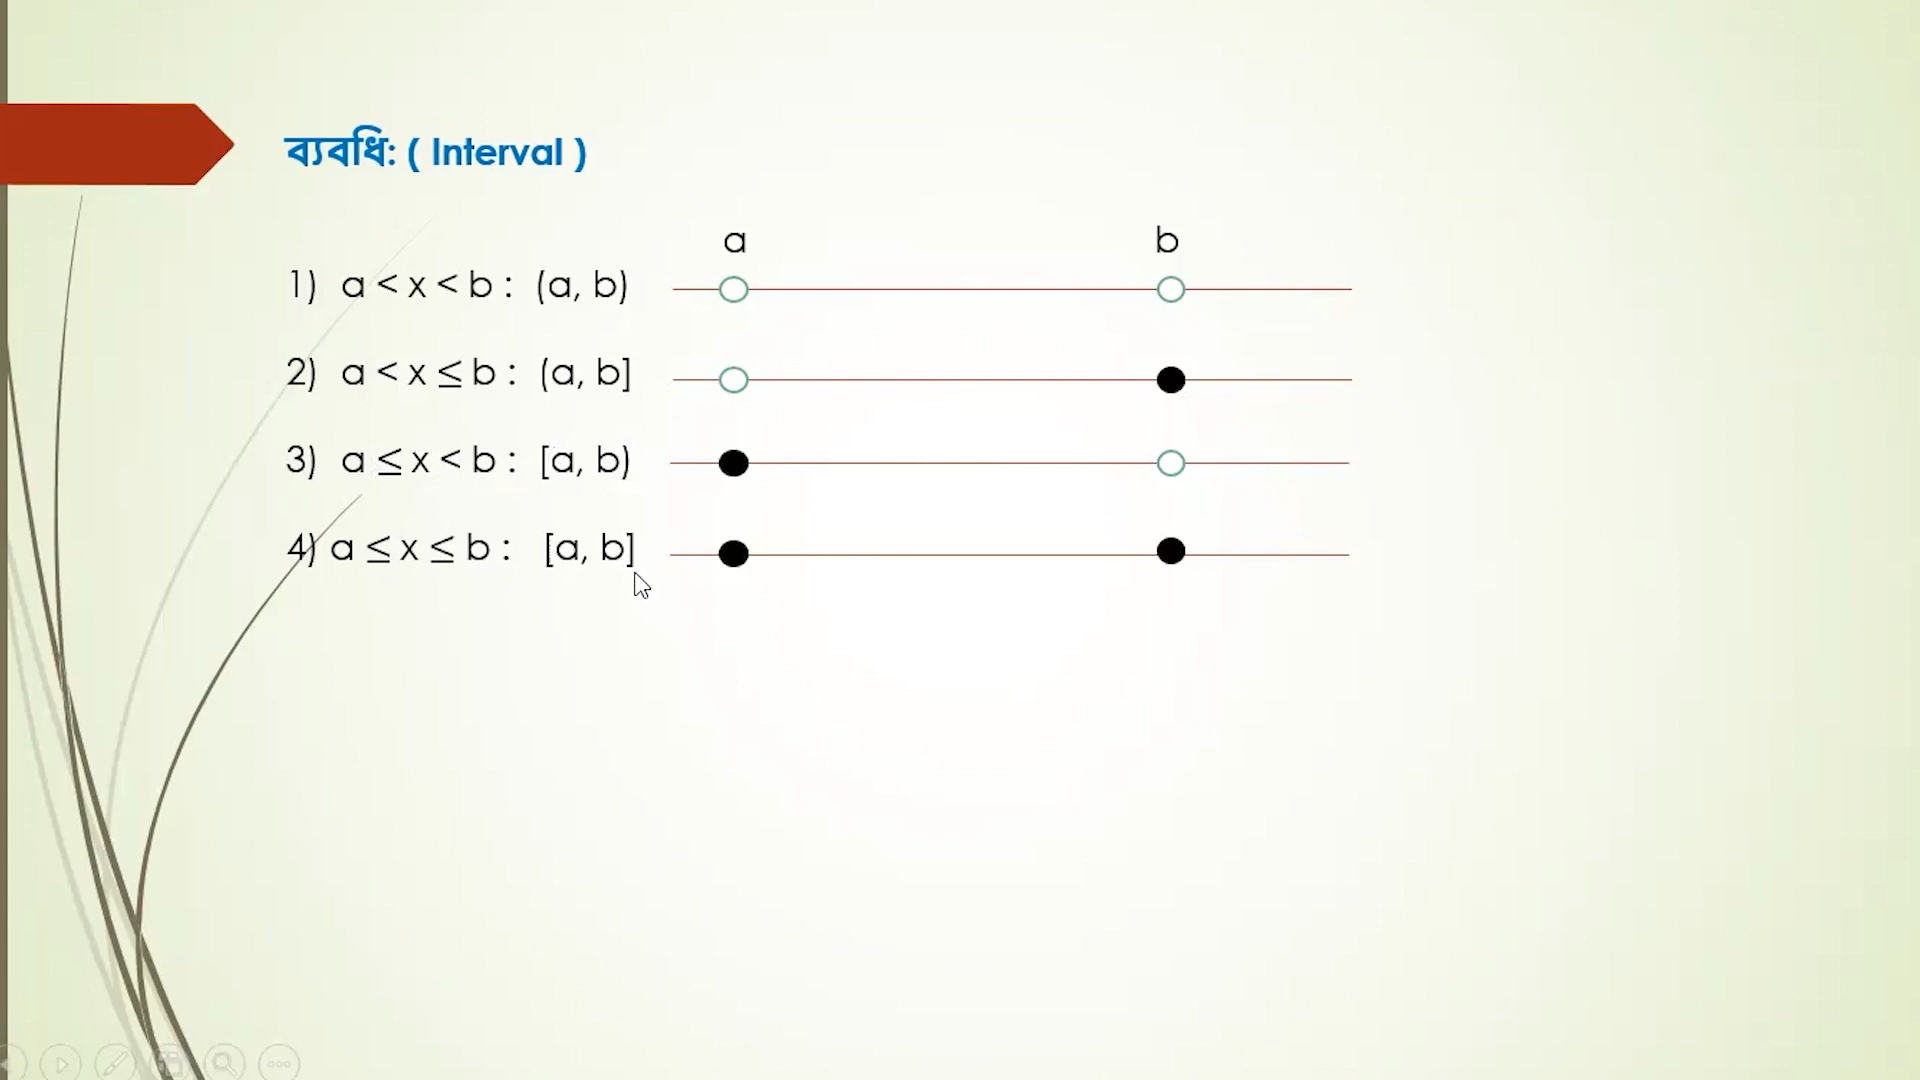 ব্যবধি: ( Interval )
a b
1) a < x < b : (a, b)
2) a < x ≤ b : (a, b]
3) a ≤ x < b : [a, b)
4) a ≤ x ≤ b : [a, b]